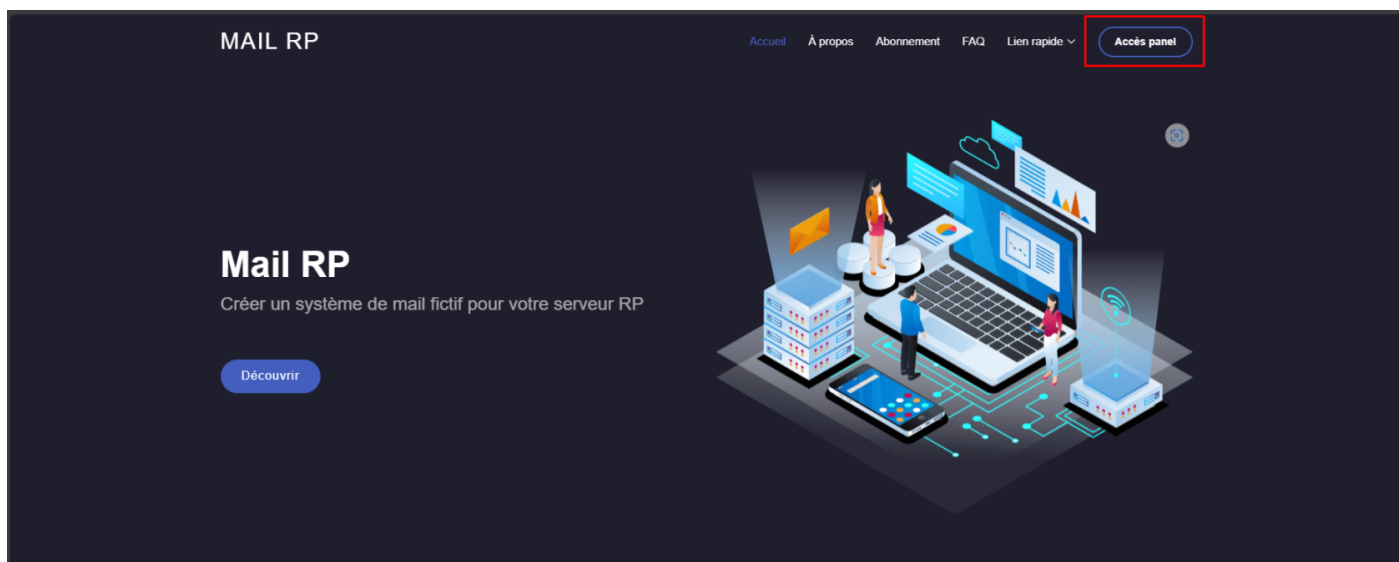 MAIL RP
Accueil À propos Abonnement FAQ Lien rapide Accès panel
Mail RP
Créer un système de mail fictif pour votre serveur RP
Découvrir